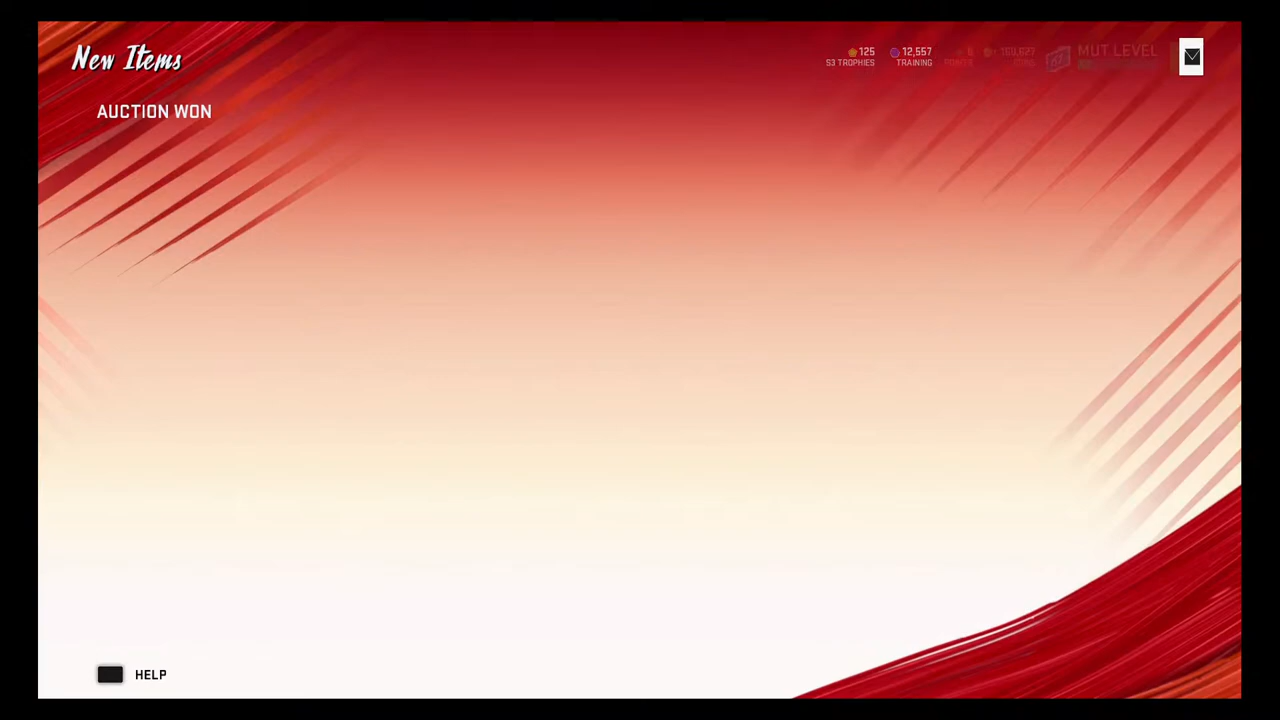 New Items
125
S3 TROPHIES
12,557
TRAINING
MUT LEVEL
AUCTION WON
HELP